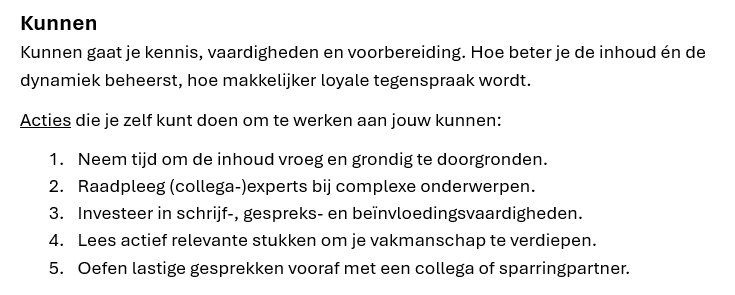 Kunnen
Kunnen gaat je kennis, vaardigheden en voorbereiding. Hoe beter je de inhoud én de
dynamiek beheerst, hoe makkelijker loyale tegenspraak wordt.
Acties die je zelf kunt doen om te werken aan jouw kunnen:
1. Neem tijd om de inhoud vroeg en grondig te doorgronden.
2. Raadpleeg (collega-)experts bij complexe onderwerpen.
3. Investeer in schrijf-, gespreks- en beïnvloedingsvaardigheden.
4. Lees actief relevante stukken om je vakmanschap te verdiepen.
5. Oefen lastige gesprekken vooraf met een collega of sparringpartner.